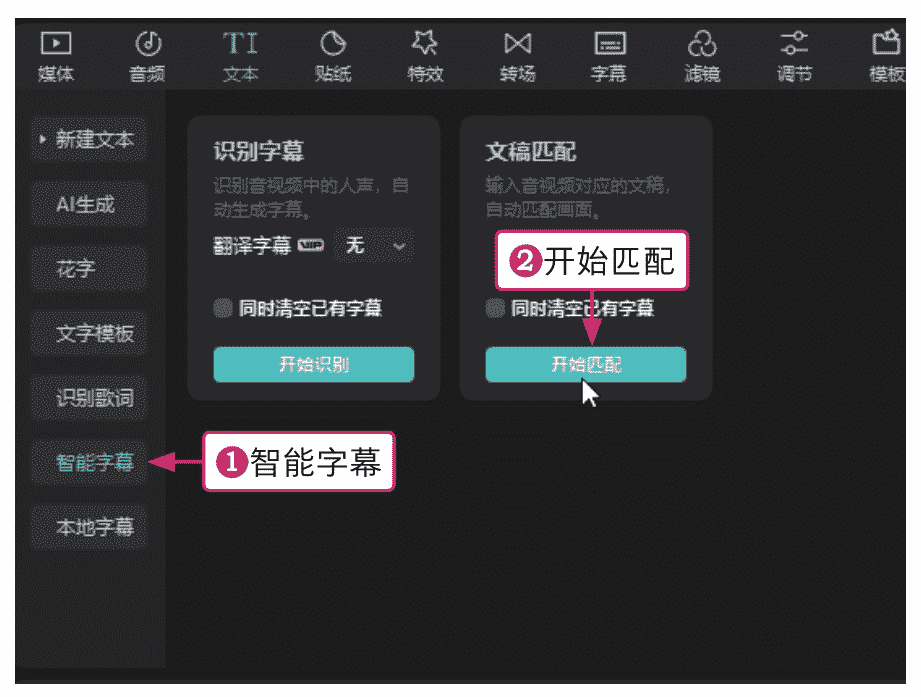 媒体 音频 文本 贴纸 特效 转场 字幕 滤镜 调节 模板
新建文本
AI生成
花字
文字模板
识别歌词
智能字幕
本地字幕
识别字幕
识别音视频中的人声，自
动生成字幕。
翻译字幕 VIP 无
同时清空已有字幕
开始识别
文稿匹配
输入音视频对应的文稿，
自动匹配画面。
❷开始匹配
同时清空已有字幕
开始匹配
❶智能字幕